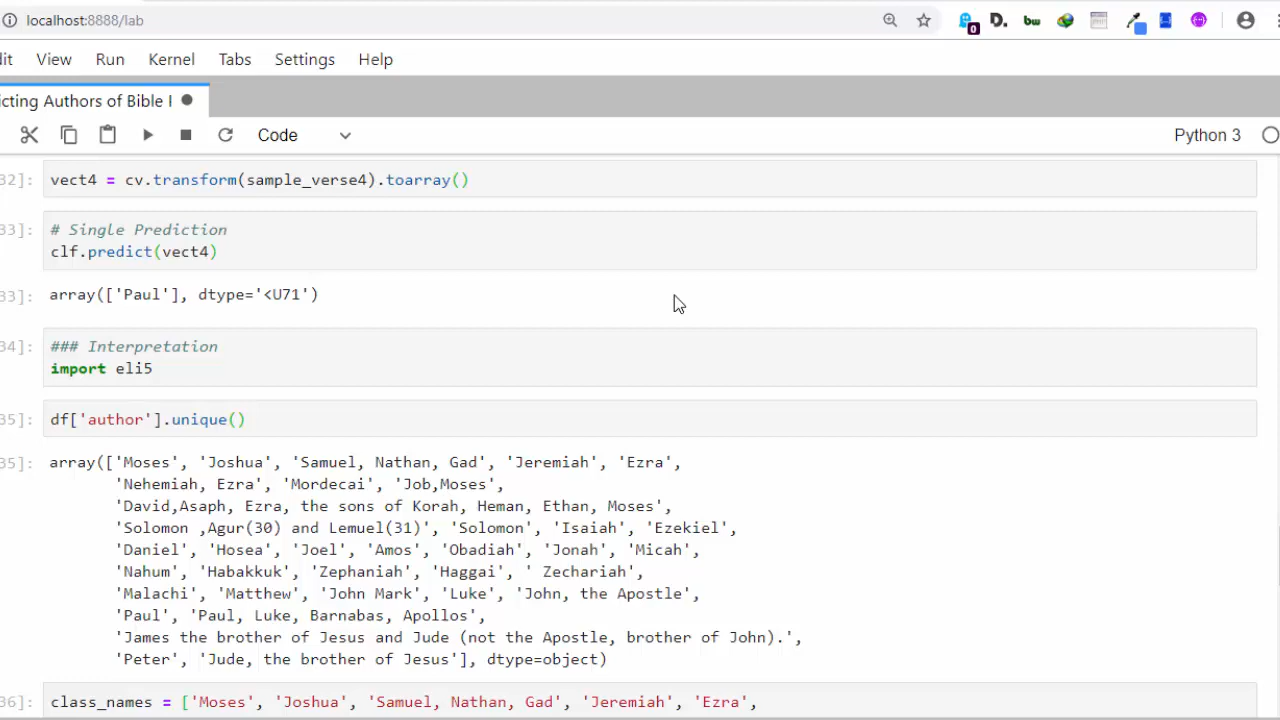 localhost:8888/lab
0
D.
bw
dit View Run Kernel Tabs Settings Help
icting Authors of Bible
Code
Python 3
32]: vect4 = cv.transform(sample_verse4).toarray()
33]: # Single Prediction
clf.predict(vect4)
33]: array(['Paul'], dtype='<U71')
34]: ### Interpretation
import eli5
35]: df['author'].unique()
35]: array(['Moses', 'Joshua', 'Samuel, Nathan, Gad', 'Jeremiah', 'Ezra',
'Nehemiah, Ezra', 'Mordecai', 'Job,Moses',
'David,Asaph, Ezra, the sons of Korah, Heman, Ethan, Moses',
'Solomon ,Agur(30) and Lemuel(31)', 'Solomon', 'Isaiah', 'Ezekiel',
'Daniel', 'Hosea', 'Joel', 'Amos', 'Obadiah', 'Jonah', 'Micah',
'Nahum', 'Habakkuk', 'Zephaniah', 'Haggai', ' Zechariah',
'Malachi', 'Matthew', 'John Mark', 'Luke', 'John, the Apostle',
'Paul', 'Paul, Luke, Barnabas, Apollos',
'James the brother of Jesus and Jude (not the Apostle, brother of John).',
'Peter', 'Jude, the brother of Jesus'], dtype=object)
36]: class_names = ['Moses', 'Joshua', 'Samuel, Nathan, Gad', 'Jeremiah', 'Ezra',